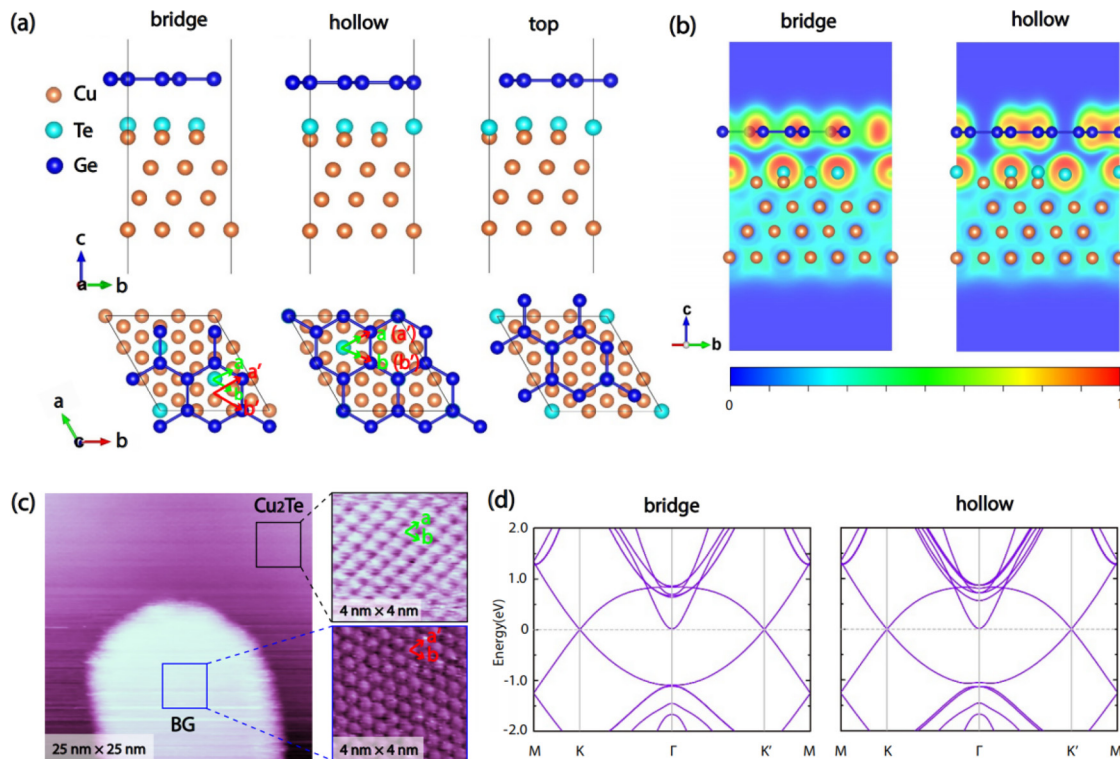 (a)
bridge
hollow
top
Cu
Te
Ge
c
a
b
a
a'
b
b'
a (a')
b (b')
a
c
b
(b)
bridge
hollow
c
b
0
1
(c)
Cu2Te
BG
25 nm × 25 nm
a
b
4 nm × 4 nm
a'
b'
4 nm × 4 nm
(d)
bridge
hollow
Energy(eV)
2.0
1.0
0
-1.0
-2.0
M K Γ K′ M
M K Γ K′ M